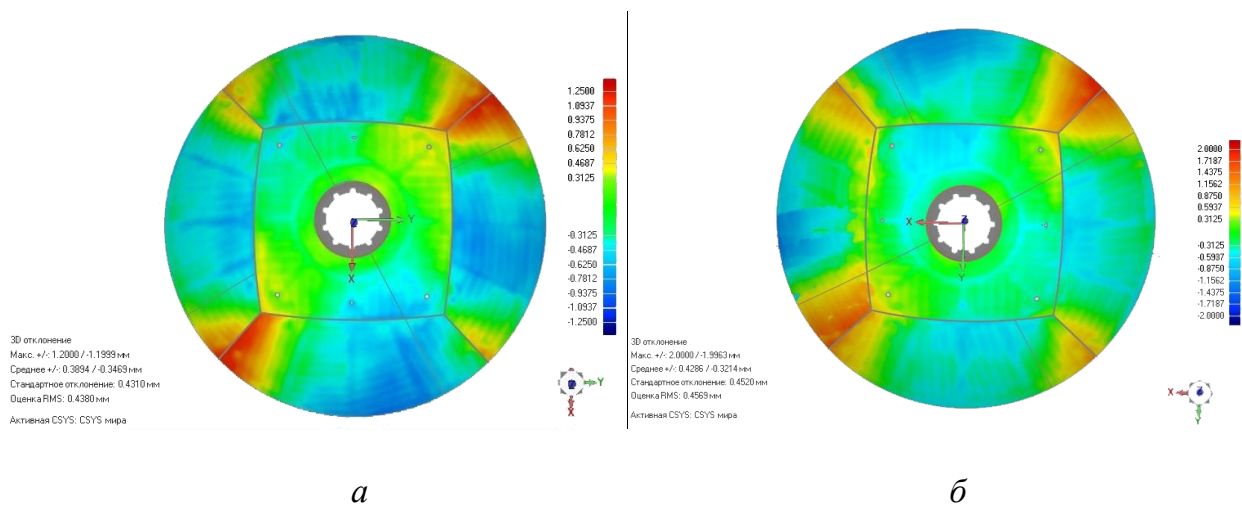 1.2500
1.0937
0.9375
0.7812
0.6250
0.4687
0.3125
-0.3125
-0.4687
-0.6250
-0.7812
-0.9375
-1.0937
-1.2500
Y
X
3D отклонение
Макс. +/-: 1.2000 / -1.1999 мм
Среднее +/-: 0.3894 / -0.3469 мм
Стандартное отклонение: 0.4310 мм
Оценка RMS: 0.4380 мм
Активная CSYS: CSYS мира
Y
X
2.0000
1.7187
1.4375
1.1562
0.8750
0.5937
0.3125
-0.3125
-0.5937
-0.8750
-1.1562
-1.4375
-1.7187
-2.0000
X
Z
Y
3D отклонение
Макс. +/-: 2.0000 / -1.9963 мм
Среднее +/-: 0.4286 / -0.3214 мм
Стандартное отклонение: 0.4520 мм
Оценка RMS: 0.4569 мм
Активная CSYS: CSYS мира
X
Z
Y
а
б